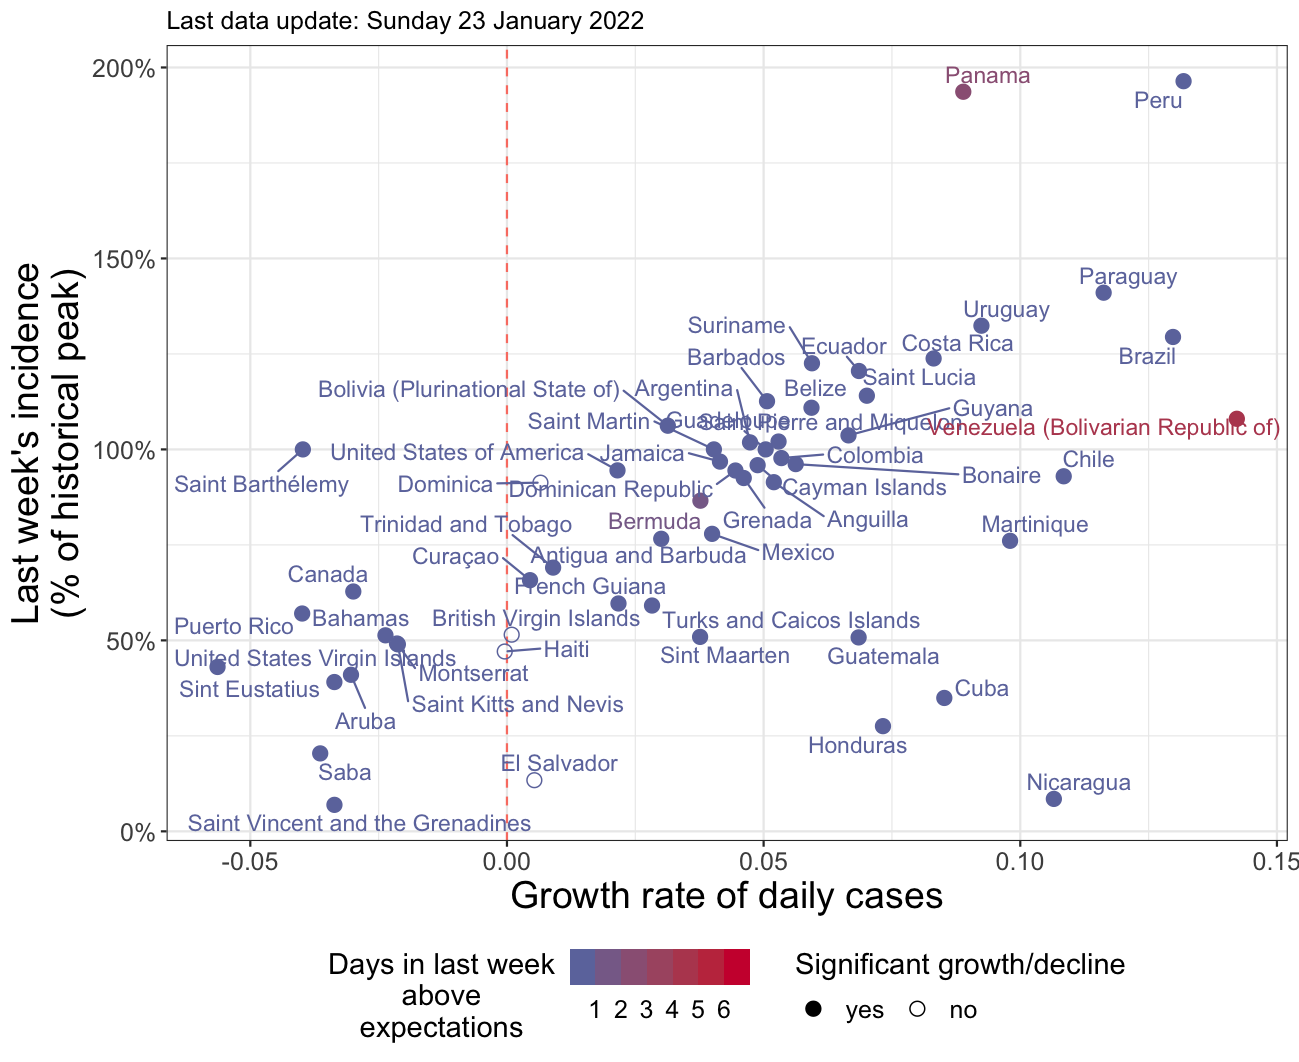 Last data update: Sunday 23 January 2022
Last week's incidence
(% of historical peak)
200%
150%
100%
50%
0%
Panama
Peru
Paraguay
Uruguay
Suriname
Ecuador
Costa Rica
Barbados
Brazil
Saint Lucia
Bolivia (Plurinational State of)
Argentina
Belize
Guyana
Saint Martin
Guadeloupe
Saint Pierre and Miquelon
Venezuela (Bolivarian Republic of)
United States of America
Jamaica
Colombia
Chile
Saint Barthélemy
Dominica
Dominican Republic
Cayman Islands
Bonaire
Bermuda
Grenada
Anguilla
Martinique
Trinidad and Tobago
Curaçao
Antigua and Barbuda
Mexico
Canada
French Guiana
Puerto Rico
Bahamas
British Virgin Islands
Turks and Caicos Islands
United States Virgin Islands
Haiti
Sint Maarten
Guatemala
Montserrat
Sint Eustatius
Saint Kitts and Nevis
Cuba
Aruba
Honduras
Saba
El Salvador
Nicaragua
Saint Vincent and the Grenadines
-0.05 0.00 0.05 0.10 0.15
Growth rate of daily cases
Days in last week
above
expectations
1 2 3 4 5 6
Significant growth/decline
yes no